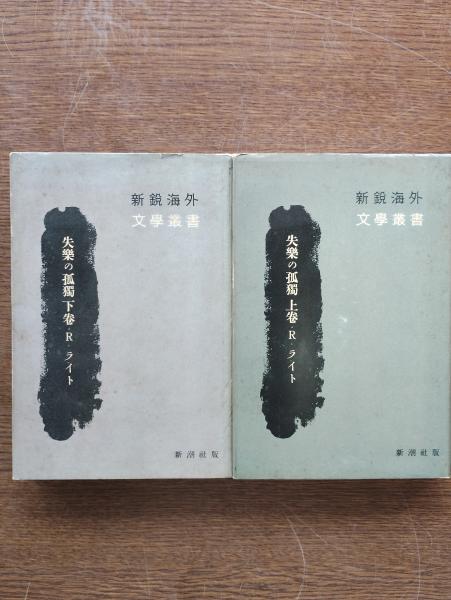 新鋭海外
文學叢書
失樂の孤獨 下卷・R・ライト
新潮社版
新鋭海外
文學叢書
失樂の孤獨 上卷・R・ライト
新潮社版